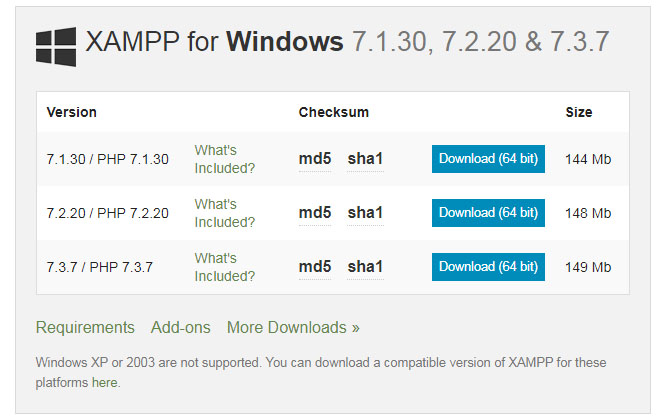 XAMPP for Windows 7.1.30, 7.2.20 & 7.3.7
Version Checksum Size
7.1.30 / PHP 7.1.30 What's Included? md5 sha1 Download (64 bit) 144 Mb
7.2.20 / PHP 7.2.20 What's Included? md5 sha1 Download (64 bit) 148 Mb
7.3.7 / PHP 7.3.7 What's Included? md5 sha1 Download (64 bit) 149 Mb
Requirements Add-ons More Downloads »
Windows XP or 2003 are not supported. You can download a compatible version of XAMPP for these
platforms here.